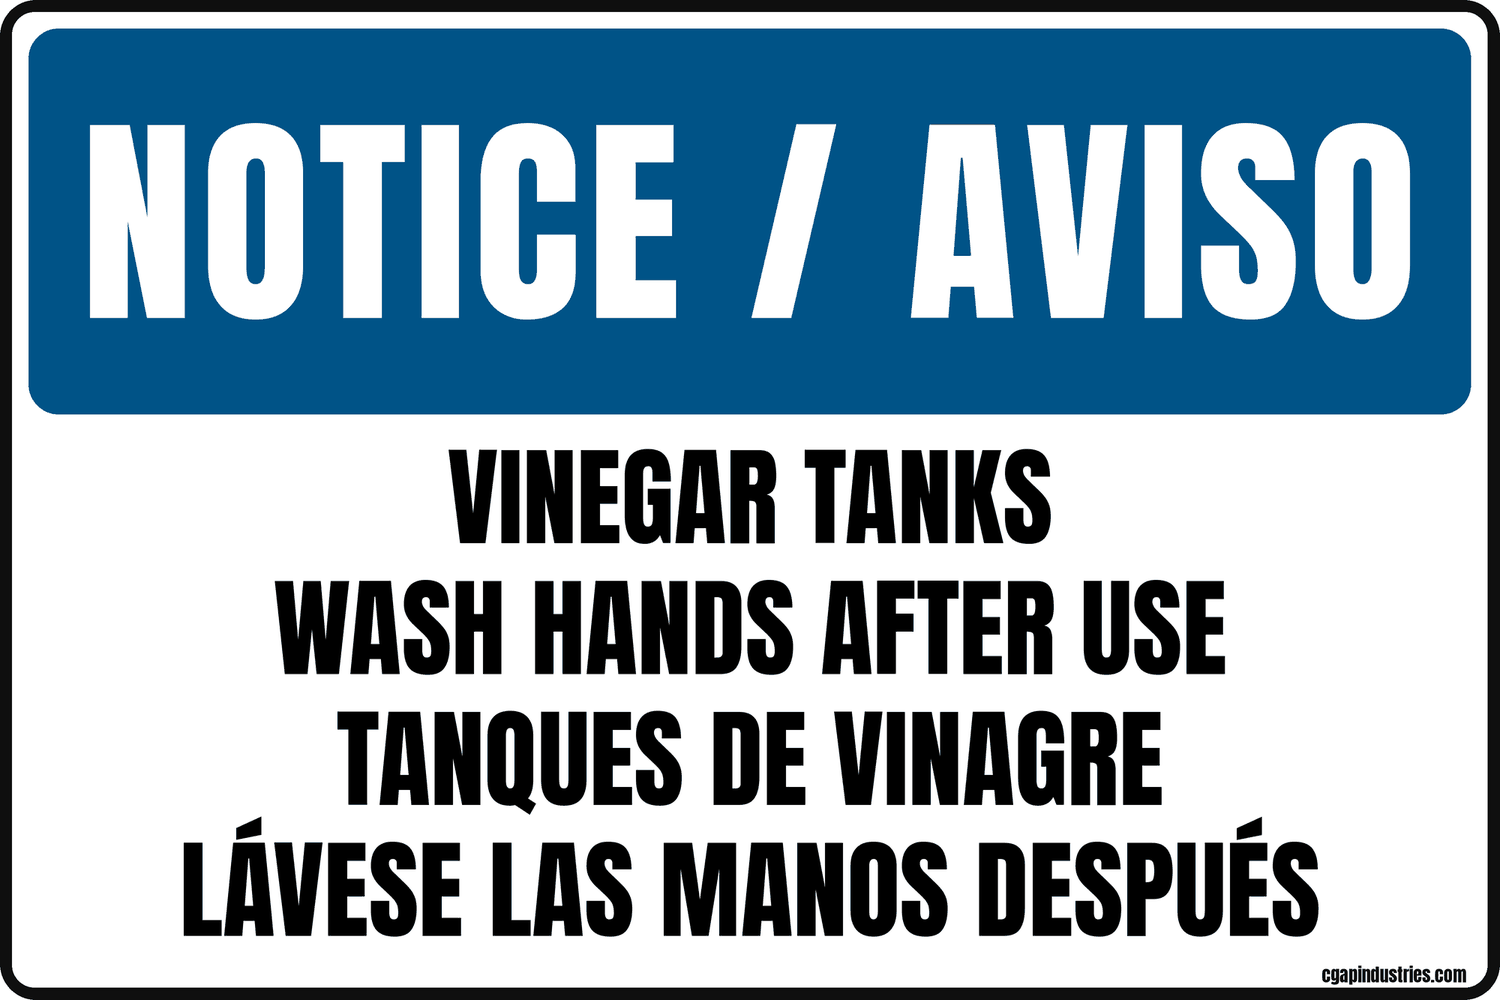 NOTICE / AVISO
VINEGAR TANKS
WASH HANDS AFTER USE
TANQUES DE VINAGRE
LÁVESE LAS MANOS DESPUÉS
cgapindustries.com